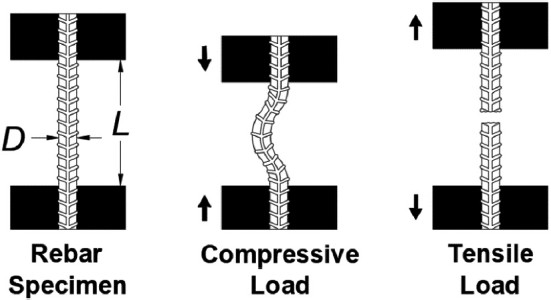 D
L
Rebar
Specimen
Compressive
Load
Tensile
Load